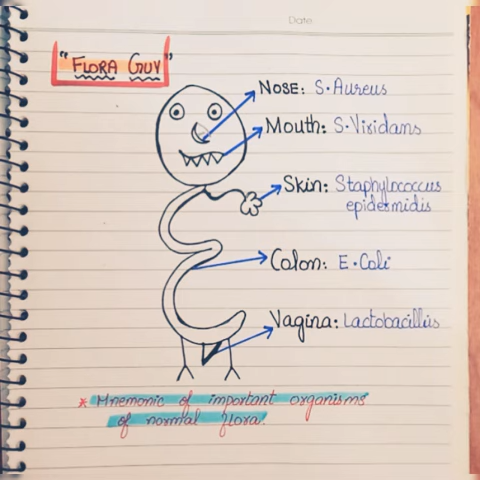 Date
"FLORA GUY"
NOSE: S. Aureus
Mouth: S. Viridans
Skin: Staphylococcus
epidermidis
Colon: E. Coli
Vagina: Lactobacillus
* Mnemonic of important organisms
of normal flora.